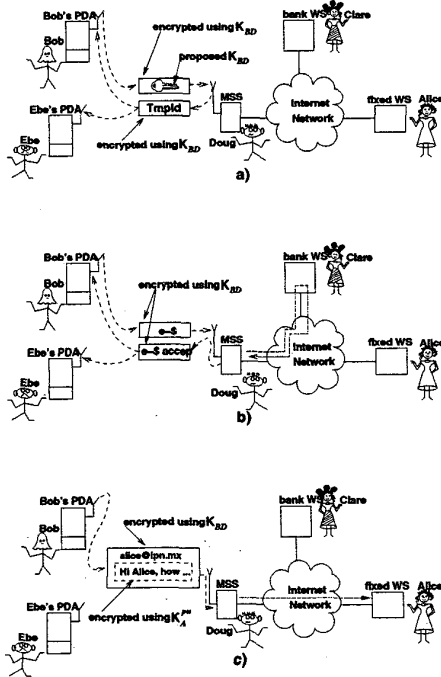 Bob's PDA
Bob
encrypted using K_BD
proposed K_BD
bank WS
Clare
Tmpid
MSS
Internet
Network
fixed WS
Alice
Ebe's PDA
Ebe
encrypted using K_BD
Doug
a)
Bob's PDA
Bob
encrypted using K_BD
bank WS
Clare
e-$
MSS
e-$ accep
Internet
Network
fixed WS
Alice
Ebe's PDA
Ebe
Doug
b)
Bob's PDA
Bob
encrypted using K_BD
bank WS
Clare
alice@ipn.mx
Hi Alice, how ...
MSS
Internet
Network
fixed WS
Alice
Ebe's PDA
Ebe
encrypted using K_A^Pu
Doug
c)